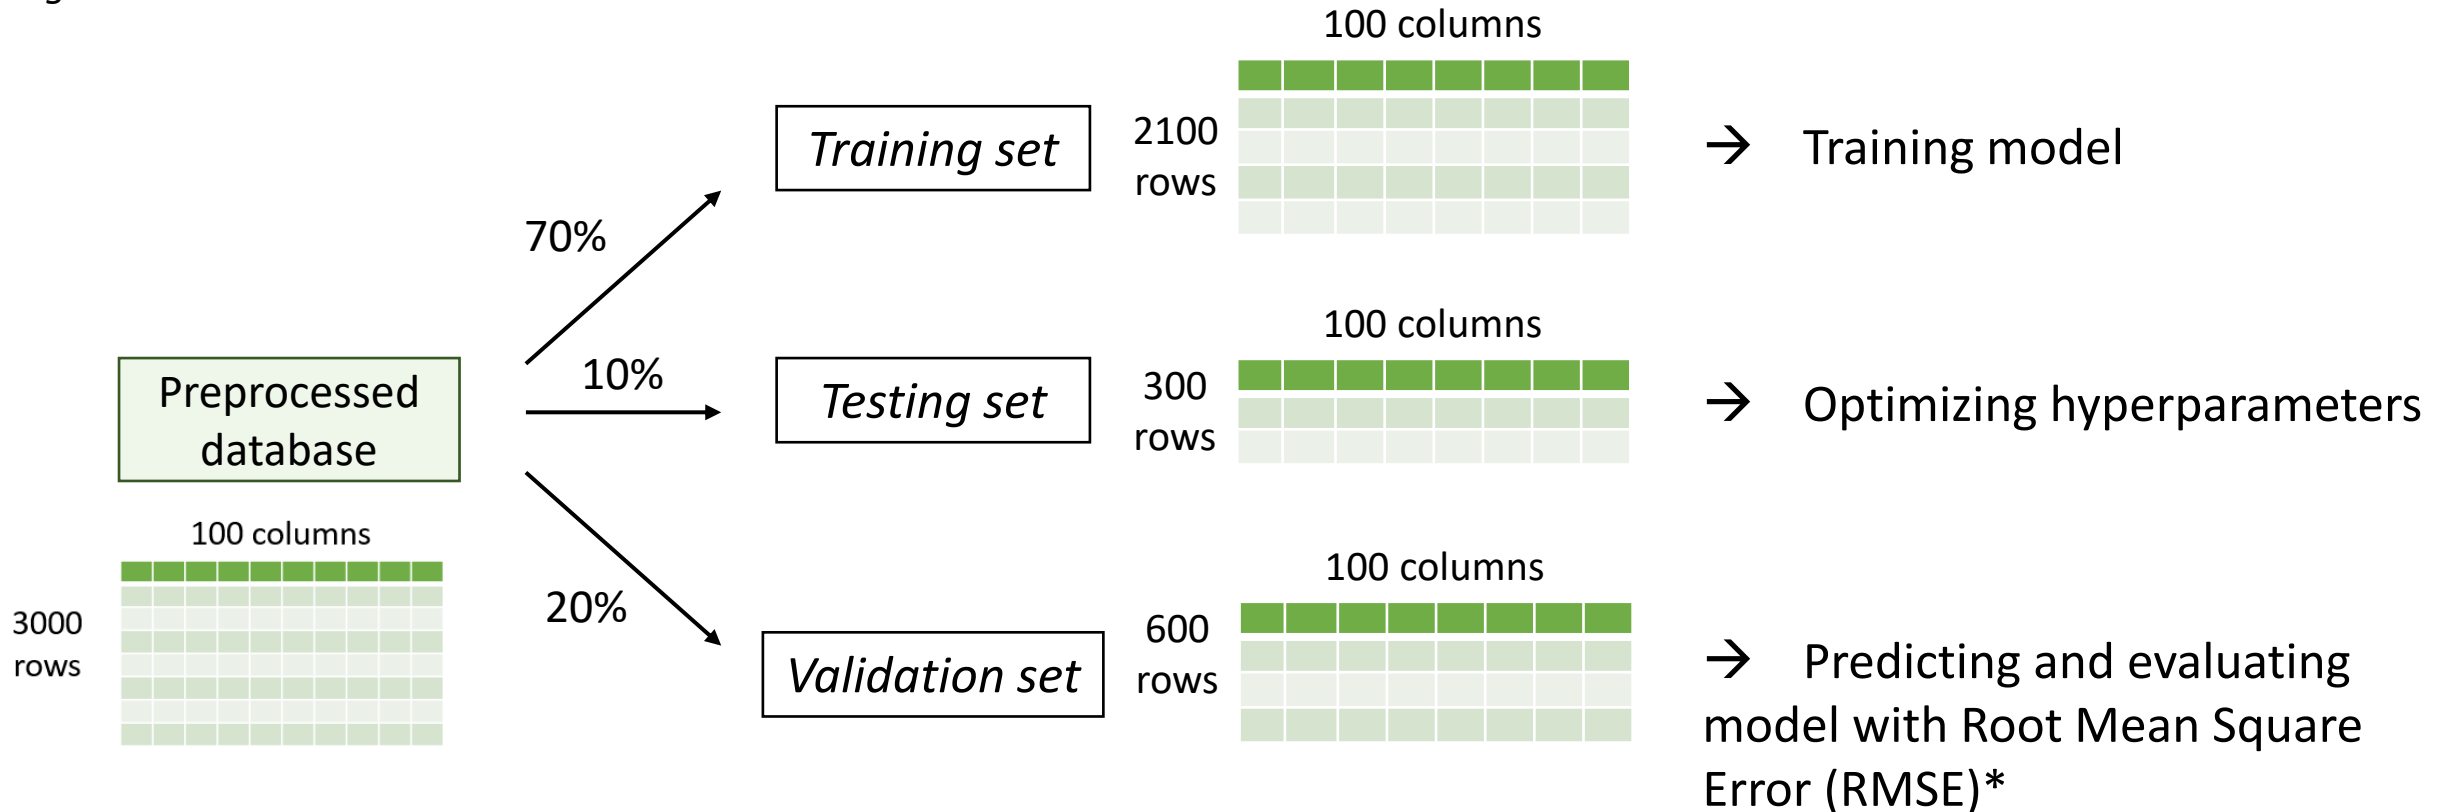 100 columns
Training set
2100
rows
→ Training model
70%
100 columns
10%
Testing set
300
rows
→ Optimizing hyperparameters
Preprocessed
database
100 columns
3000
rows
20%
100 columns
Validation set
600
rows
→ Predicting and evaluating
model with Root Mean Square
Error (RMSE)*